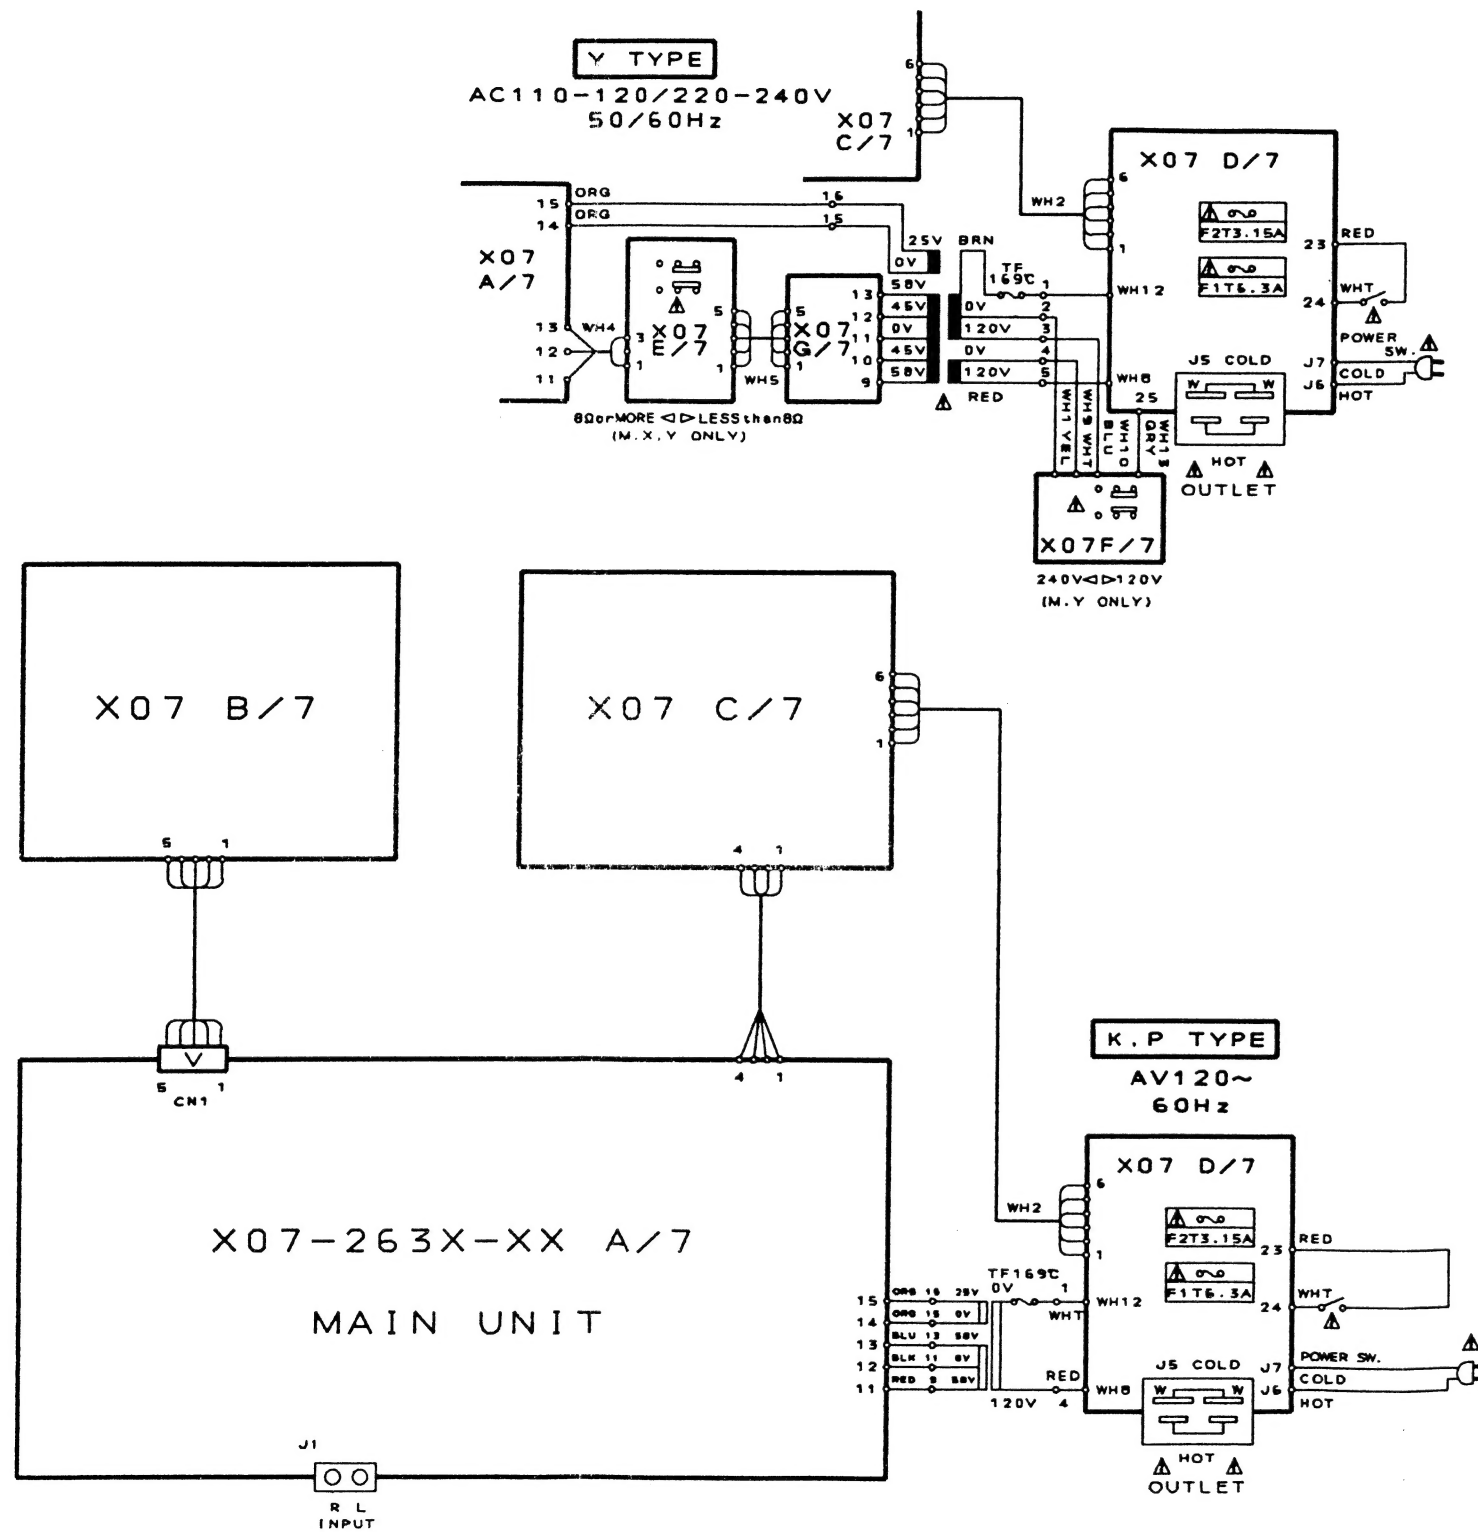 Y TYPE
AC110-120/220-240V
50/60Hz
6
X07
C/7
1
X07 D/7
6
WH2
1
F2T3.15A
F1T6.3A
23 RED
WHT
24
POWER
SW.
J7
COLD
J6
HOT
J5 COLD
W W
HOT
OUTLET
25
WH12
WH8
15 ORG 16
14 ORG 15
X07
A/7
13
12
11
WH4
3
1
X07
E/7
5
1
WH5
5
X07
G/7
1
25V
0V
13 58V
12 45V
11 0V
10 45V
9 58V
BRN
TF
169℃
1
0V 2
120V 3
0V 4
120V 5
RED
8ΩorMORE ◁ ▷ LESSthan8Ω
(M.X.Y ONLY)
WH1 YEL
WH9 WHT
BLU
WH10
WH13
GRY
X07F/7
240V◁ ▷120V
(M.Y ONLY)
X07 B/7
5 1
X07 C/7
6
1
4 1
5 1
CN1
4 1
X07-263X-XX A/7
MAIN UNIT
J1
R L
INPUT
K.P TYPE
AV120~
60Hz
X07 D/7
6
WH2
1
F2T3.15A
F1T6.3A
23 RED
WHT
24
POWER SW.
J7
COLD
J6
HOT
J5 COLD
W W
HOT
OUTLET
TF169℃
0V 1
WHT
WH12
15 ORG 16 25V
14 ORG 15 0V
13 BLU 13 58V
12 BLK 11 0V
11 RED 9 58V
RED
120V 4
WH8